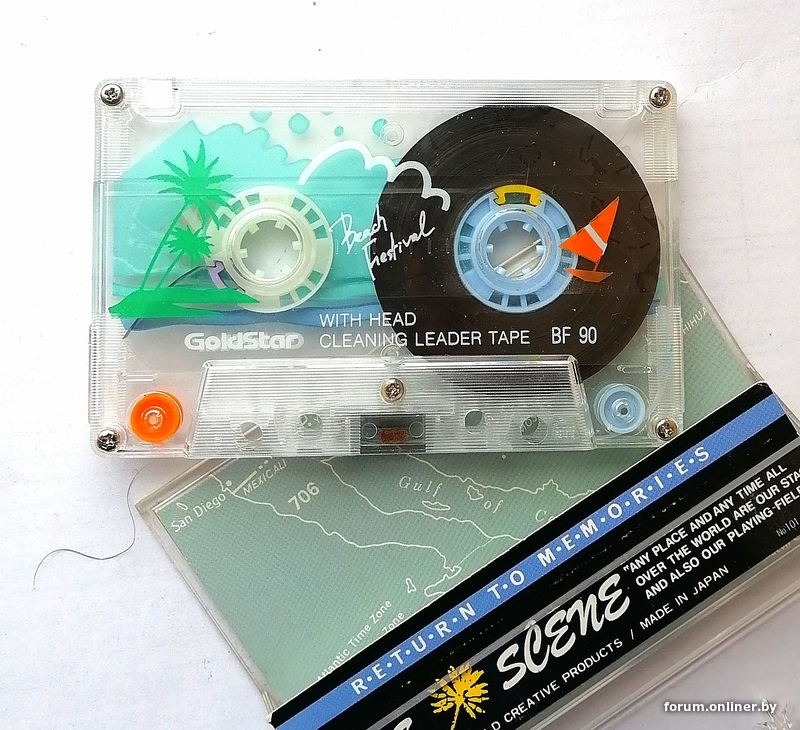 Beach
Festival
WITH HEAD
GoldStar
CLEANING LEADER TAPE BF 90
San Diego
MEXICALI
706
Gulf of C
Atlantic Time Zone
Zone
R·E·T·U·R·N T·O M·E·M·O·R·I·E·S
SCENE
"ANY PLACE AND ANY TIME ALL
OVER THE WORLD ARE OUR STA
AND ALSO OUR PLAYING-FIEL
№101
D CREATIVE PRODUCTS / MADE IN JAPAN
forum.onliner.by